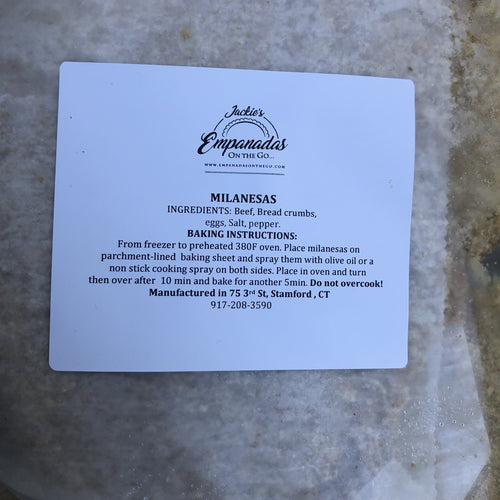 Jackie's
Empanadas
ON THE GO...
WWW.EMPANADASONTHEGO.COM
MILANESAS
INGREDIENTS: Beef, Bread crumbs,
eggs, Salt, pepper.
BAKING INSTRUCTIONS:
From freezer to preheated 380F oven. Place milanesas on
parchment-lined baking sheet and spray them with olive oil or a
non stick cooking spray on both sides. Place in oven and turn
then over after 10 min and bake for another 5min. Do not overcook!
Manufactured in 75 3rd St, Stamford , CT
917-208-3590